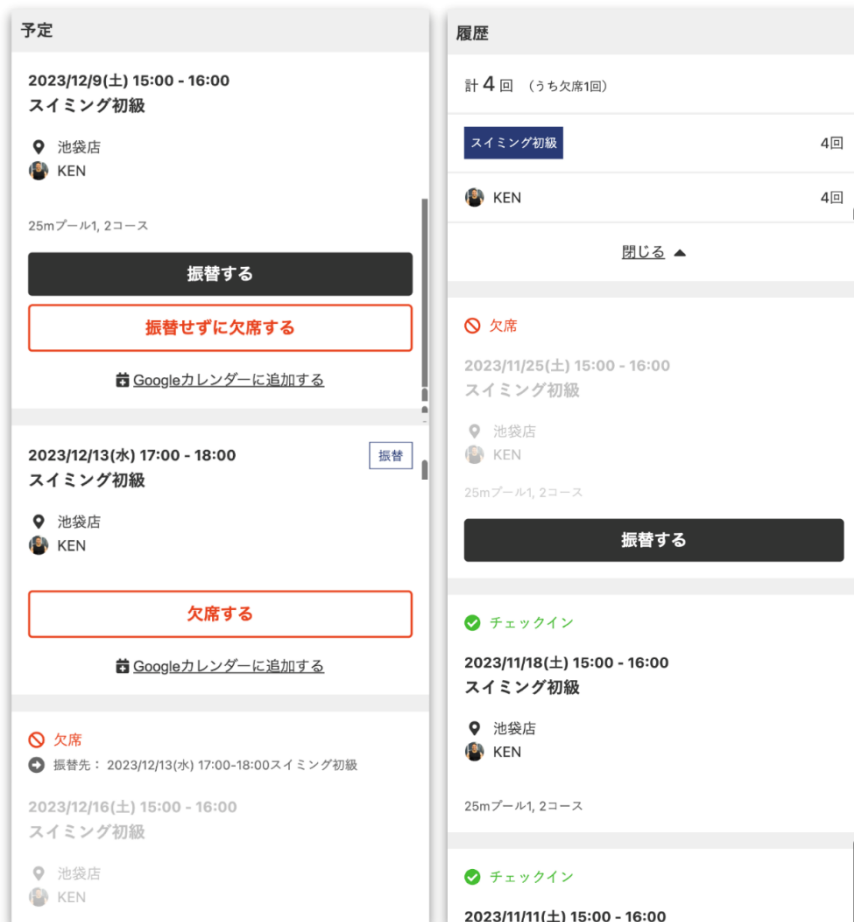 予定
2023/12/9(土) 15:00 - 16:00
スイミング初級
池袋店
KEN
25mプール1, 2コース
振替する
振替せずに欠席する
Googleカレンダーに追加する
2023/12/13(水) 17:00 - 18:00
振替
スイミング初級
池袋店
KEN
欠席する
Googleカレンダーに追加する
欠席
振替先： 2023/12/13(水) 17:00-18:00スイミング初級
2023/12/16(土) 15:00 - 16:00
スイミング初級
池袋店
KEN
履歴
計 4 回 （うち欠席1回）
スイミング初級 4回
KEN 4回
閉じる
欠席
2023/11/25(土) 15:00 - 16:00
スイミング初級
池袋店
KEN
25mプール1, 2コース
振替する
チェックイン
2023/11/18(土) 15:00 - 16:00
スイミング初級
池袋店
KEN
25mプール1, 2コース
チェックイン
2023/11/11(土) 15:00 - 16:00